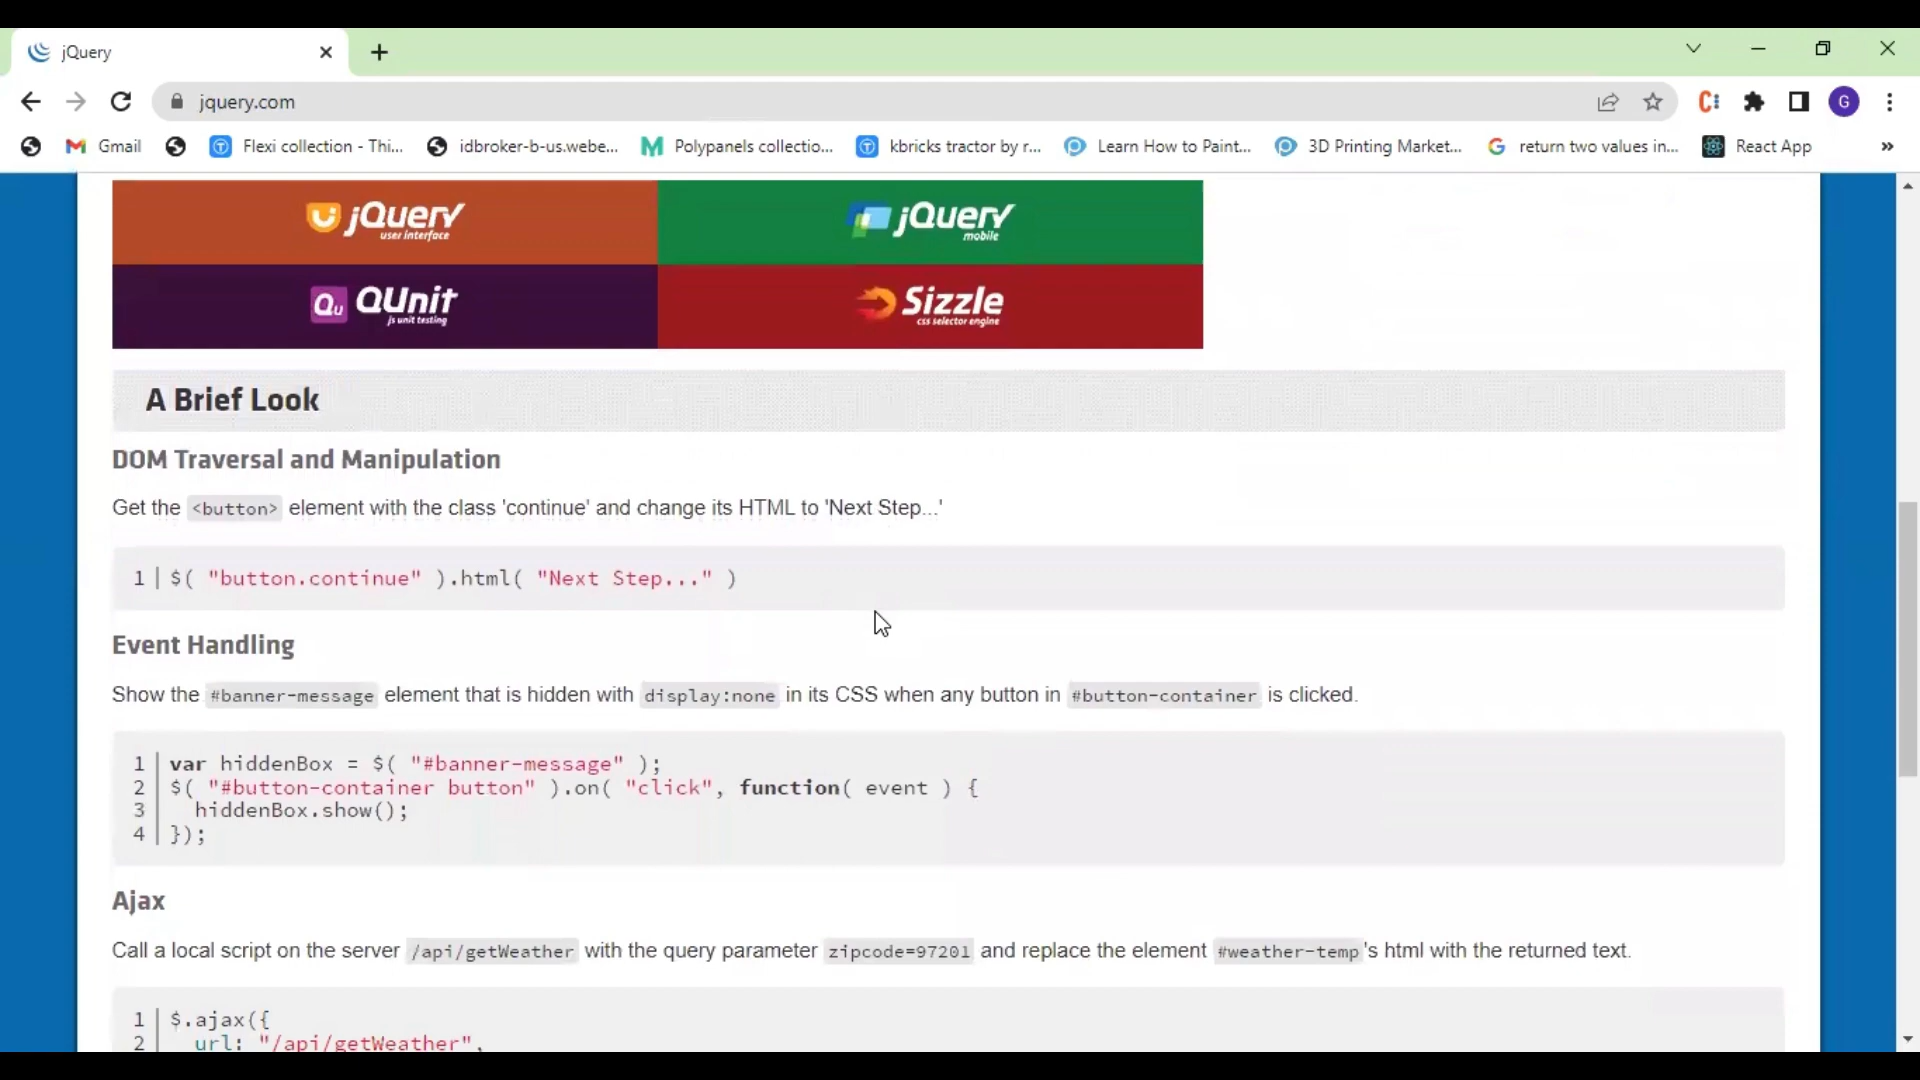 jQuery
jquery.com
G
Gmail
Flexi collection - Thi...
idbroker-b-us.webe...
Polypanels collectio...
kbricks tractor by r...
Learn How to Paint...
3D Printing Market...
return two values in...
React App
»
jQuery
user interface
jQuery
mobile
Qu QUnit
js unit testing
Sizzle
css selector engine
A Brief Look
DOM Traversal and Manipulation
Get the <button> element with the class 'continue' and change its HTML to 'Next Step...'
1 $( "button.continue" ).html( "Next Step..." )
Event Handling
Show the #banner-message element that is hidden with display:none in its CSS when any button in #button-container is clicked.
1 var hiddenBox = $( "#banner-message" );
2 $( "#button-container button" ).on( "click", function( event ) {
3 hiddenBox.show();
4 });
Ajax
Call a local script on the server /api/getWeather with the query parameter zipcode=97201 and replace the element #weather-temp's html with the returned text.
1 $.ajax({
2 url: "/api/getWeather",